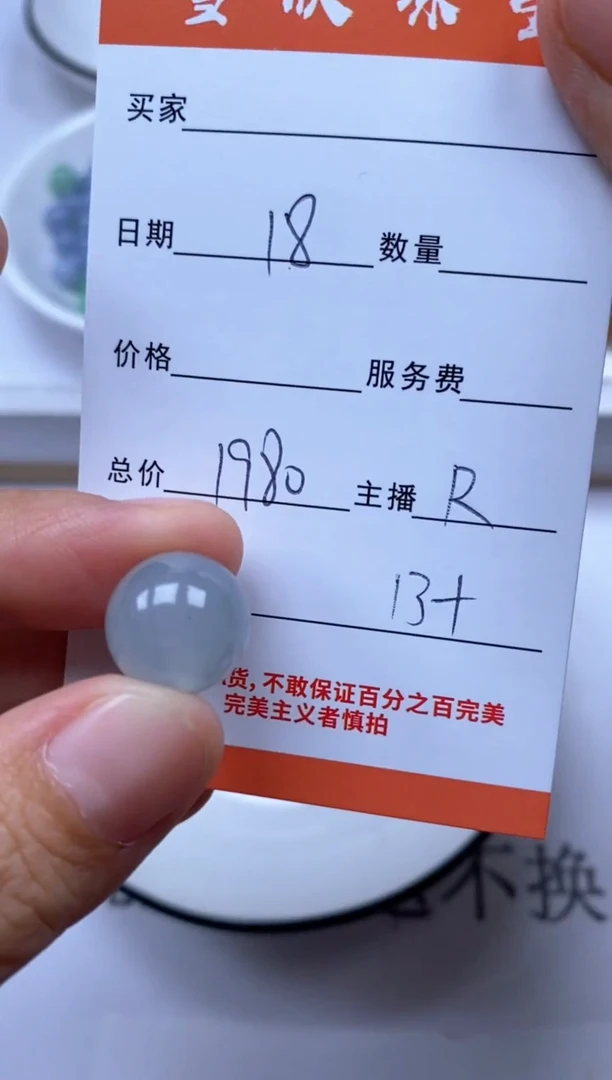 买家
日期 18 数量
价格 服务费
总价 1980 主播 R
13+
货,不敢保证百分之百完美
完美主义者慎拍
不换